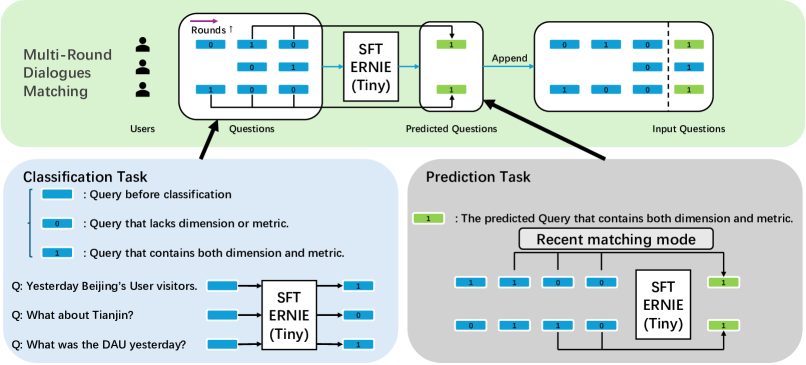 Multi-Round
Dialogues
Matching
Rounds ↑
0 1 0
0 1
1 0 0
SFT
ERNIE
(Tiny)
1
1
Append
0 1 0 1
0 1
1 0 0 1
Users
Questions
Predicted Questions
Input Questions
Classification Task
: Query before classification
0 : Query that lacks dimension or metric.
1 : Query that contains both dimension and metric.
Q: Yesterday Beijing's User visitors.
Q: What about Tianjin?
Q: What was the DAU yesterday?
SFT
ERNIE
(Tiny)
1
0
1
Prediction Task
1 : The predicted Query that contains both dimension and metric.
Recent matching mode
1 1 0 0
SFT
ERNIE
(Tiny)
1
0 1 1 0
1